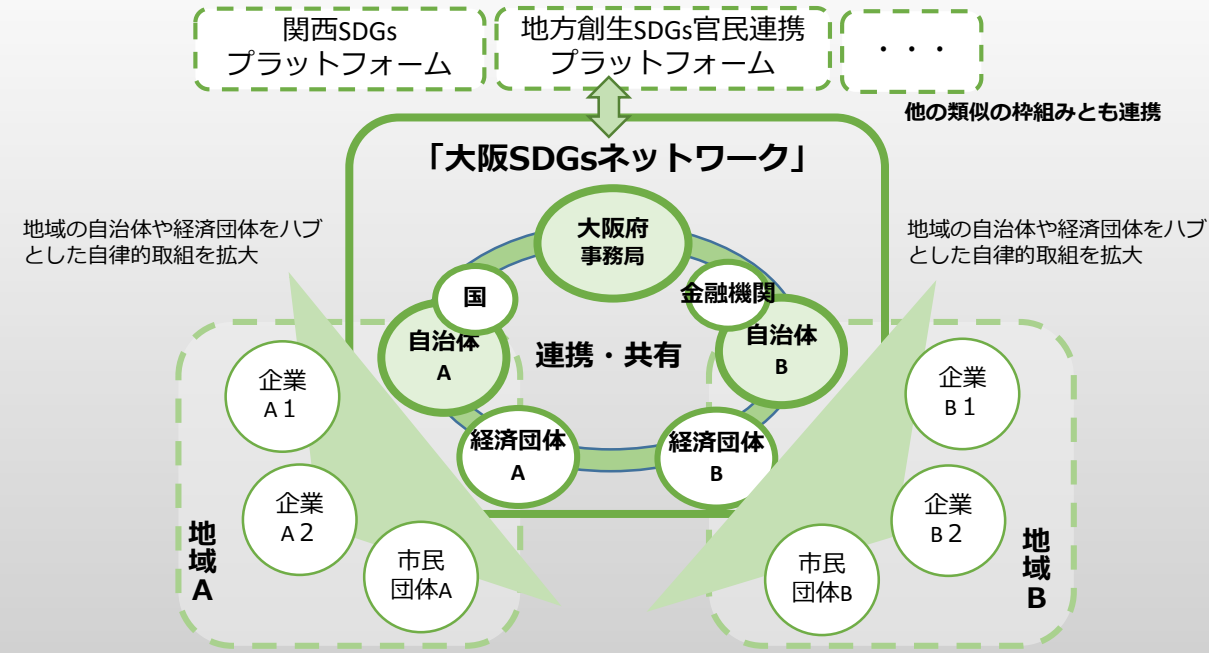 関西SDGs
プラットフォーム
地方創生SDGs官民連携
プラットフォーム
・・・
他の類似の枠組みとも連携
「大阪SDGsネットワーク」
地域の自治体や経済団体をハブ
とした自律的取組を拡大
地域の自治体や経済団体をハブ
とした自律的取組を拡大
大阪府
事務局
国
金融機関
自治体
A
連携・共有
自治体
B
経済団体
A
経済団体
B
企業
A１
企業
A２
市民
団体A
地域A
企業
B１
企業
B２
市民
団体B
地域B